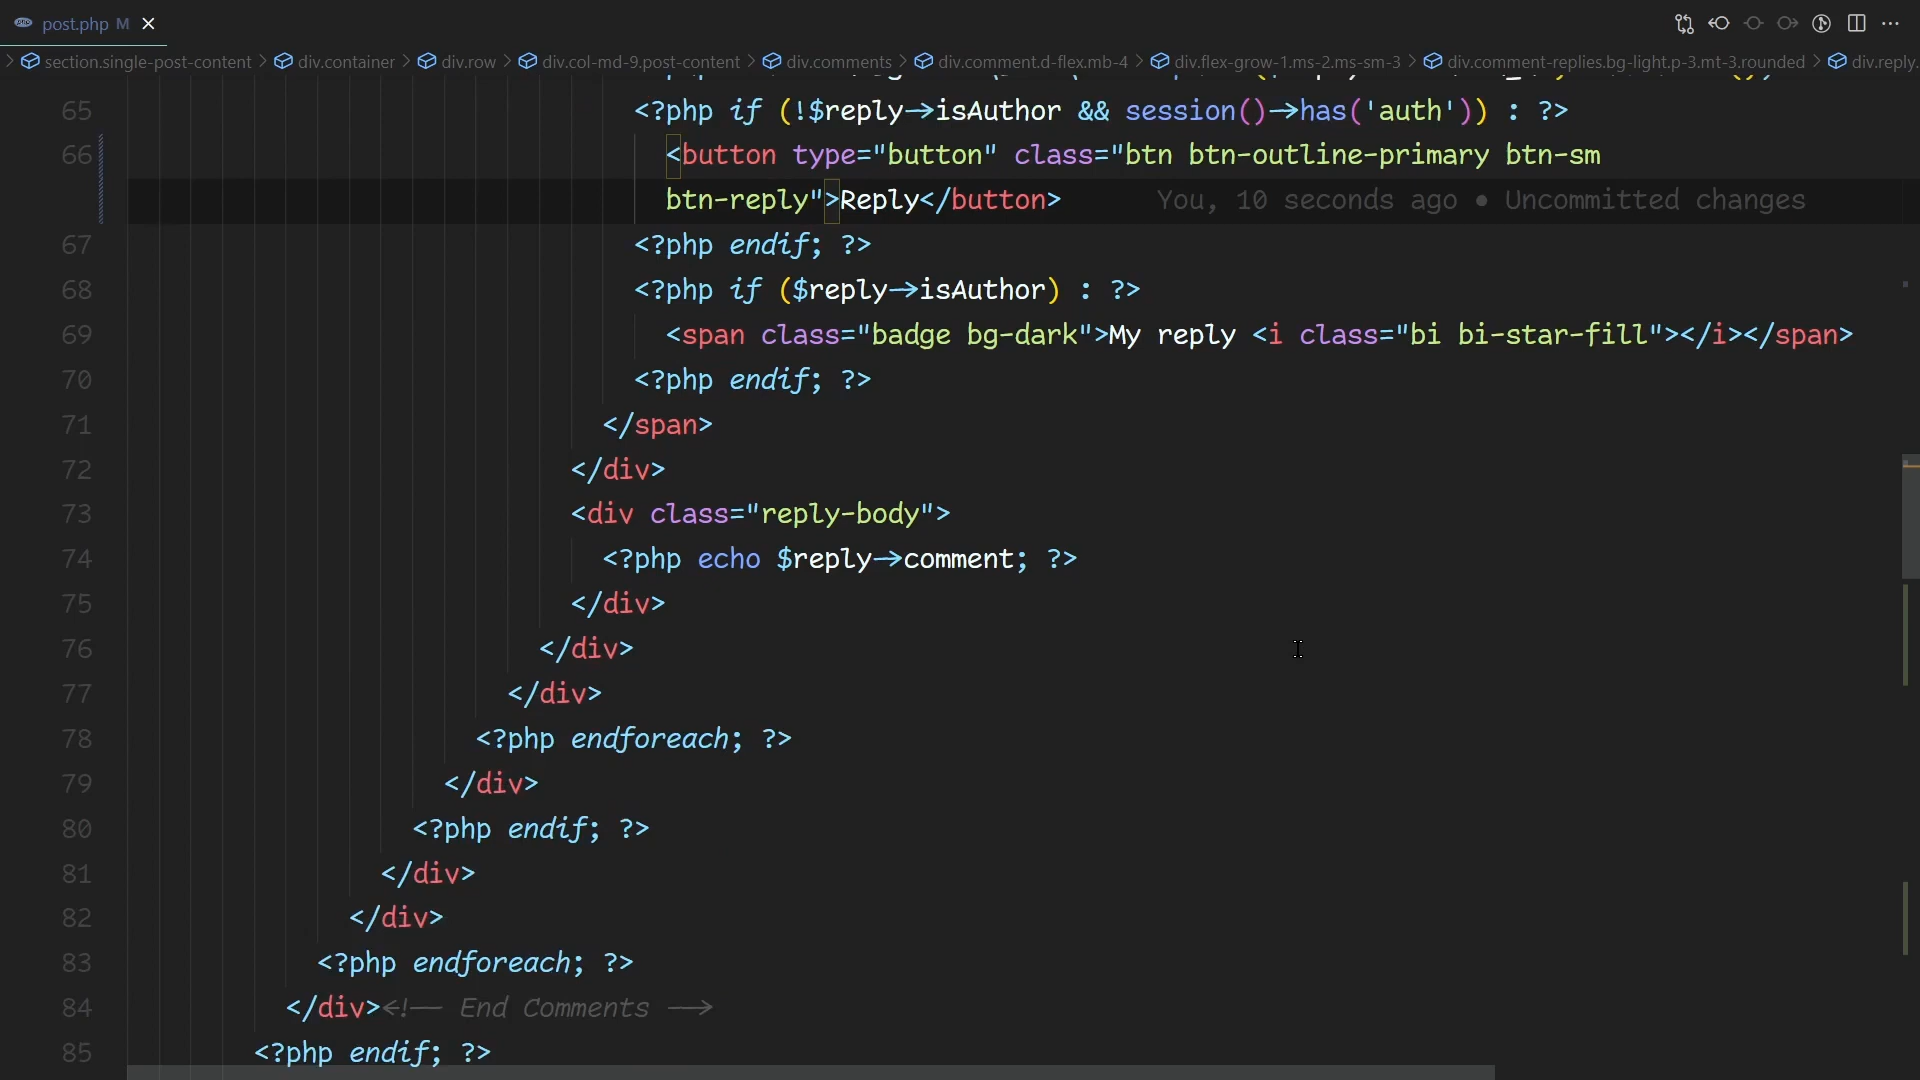 post.php M
section.single-post-content > div.container > div.row > div.col-md-9.post-content > div.comments > div.comment.d-flex.mb-4 > div.flex-grow-1.ms-2.ms-sm-3 > div.comment-replies.bg-light.p-3.mt-3.rounded > div.reply.
65 <?php if (!$reply->isAuthor && session()->has('auth')) : ?>
66 <button type="button" class="btn btn-outline-primary btn-sm
btn-reply">Reply</button> You, 10 seconds ago • Uncommitted changes
67 <?php endif; ?>
68 <?php if ($reply->isAuthor) : ?>
69 <span class="badge bg-dark">My reply <i class="bi bi-star-fill"></i></span>
70 <?php endif; ?>
71 </span>
72 </div>
73 <div class="reply-body">
74 <?php echo $reply->comment; ?>
75 </div>
76 </div>
77 </div>
78 <?php endforeach; ?>
79 </div>
80 <?php endif; ?>
81 </div>
82 </div>
83 <?php endforeach; ?>
84 </div><!-- End Comments -->
85 <?php endif; ?>